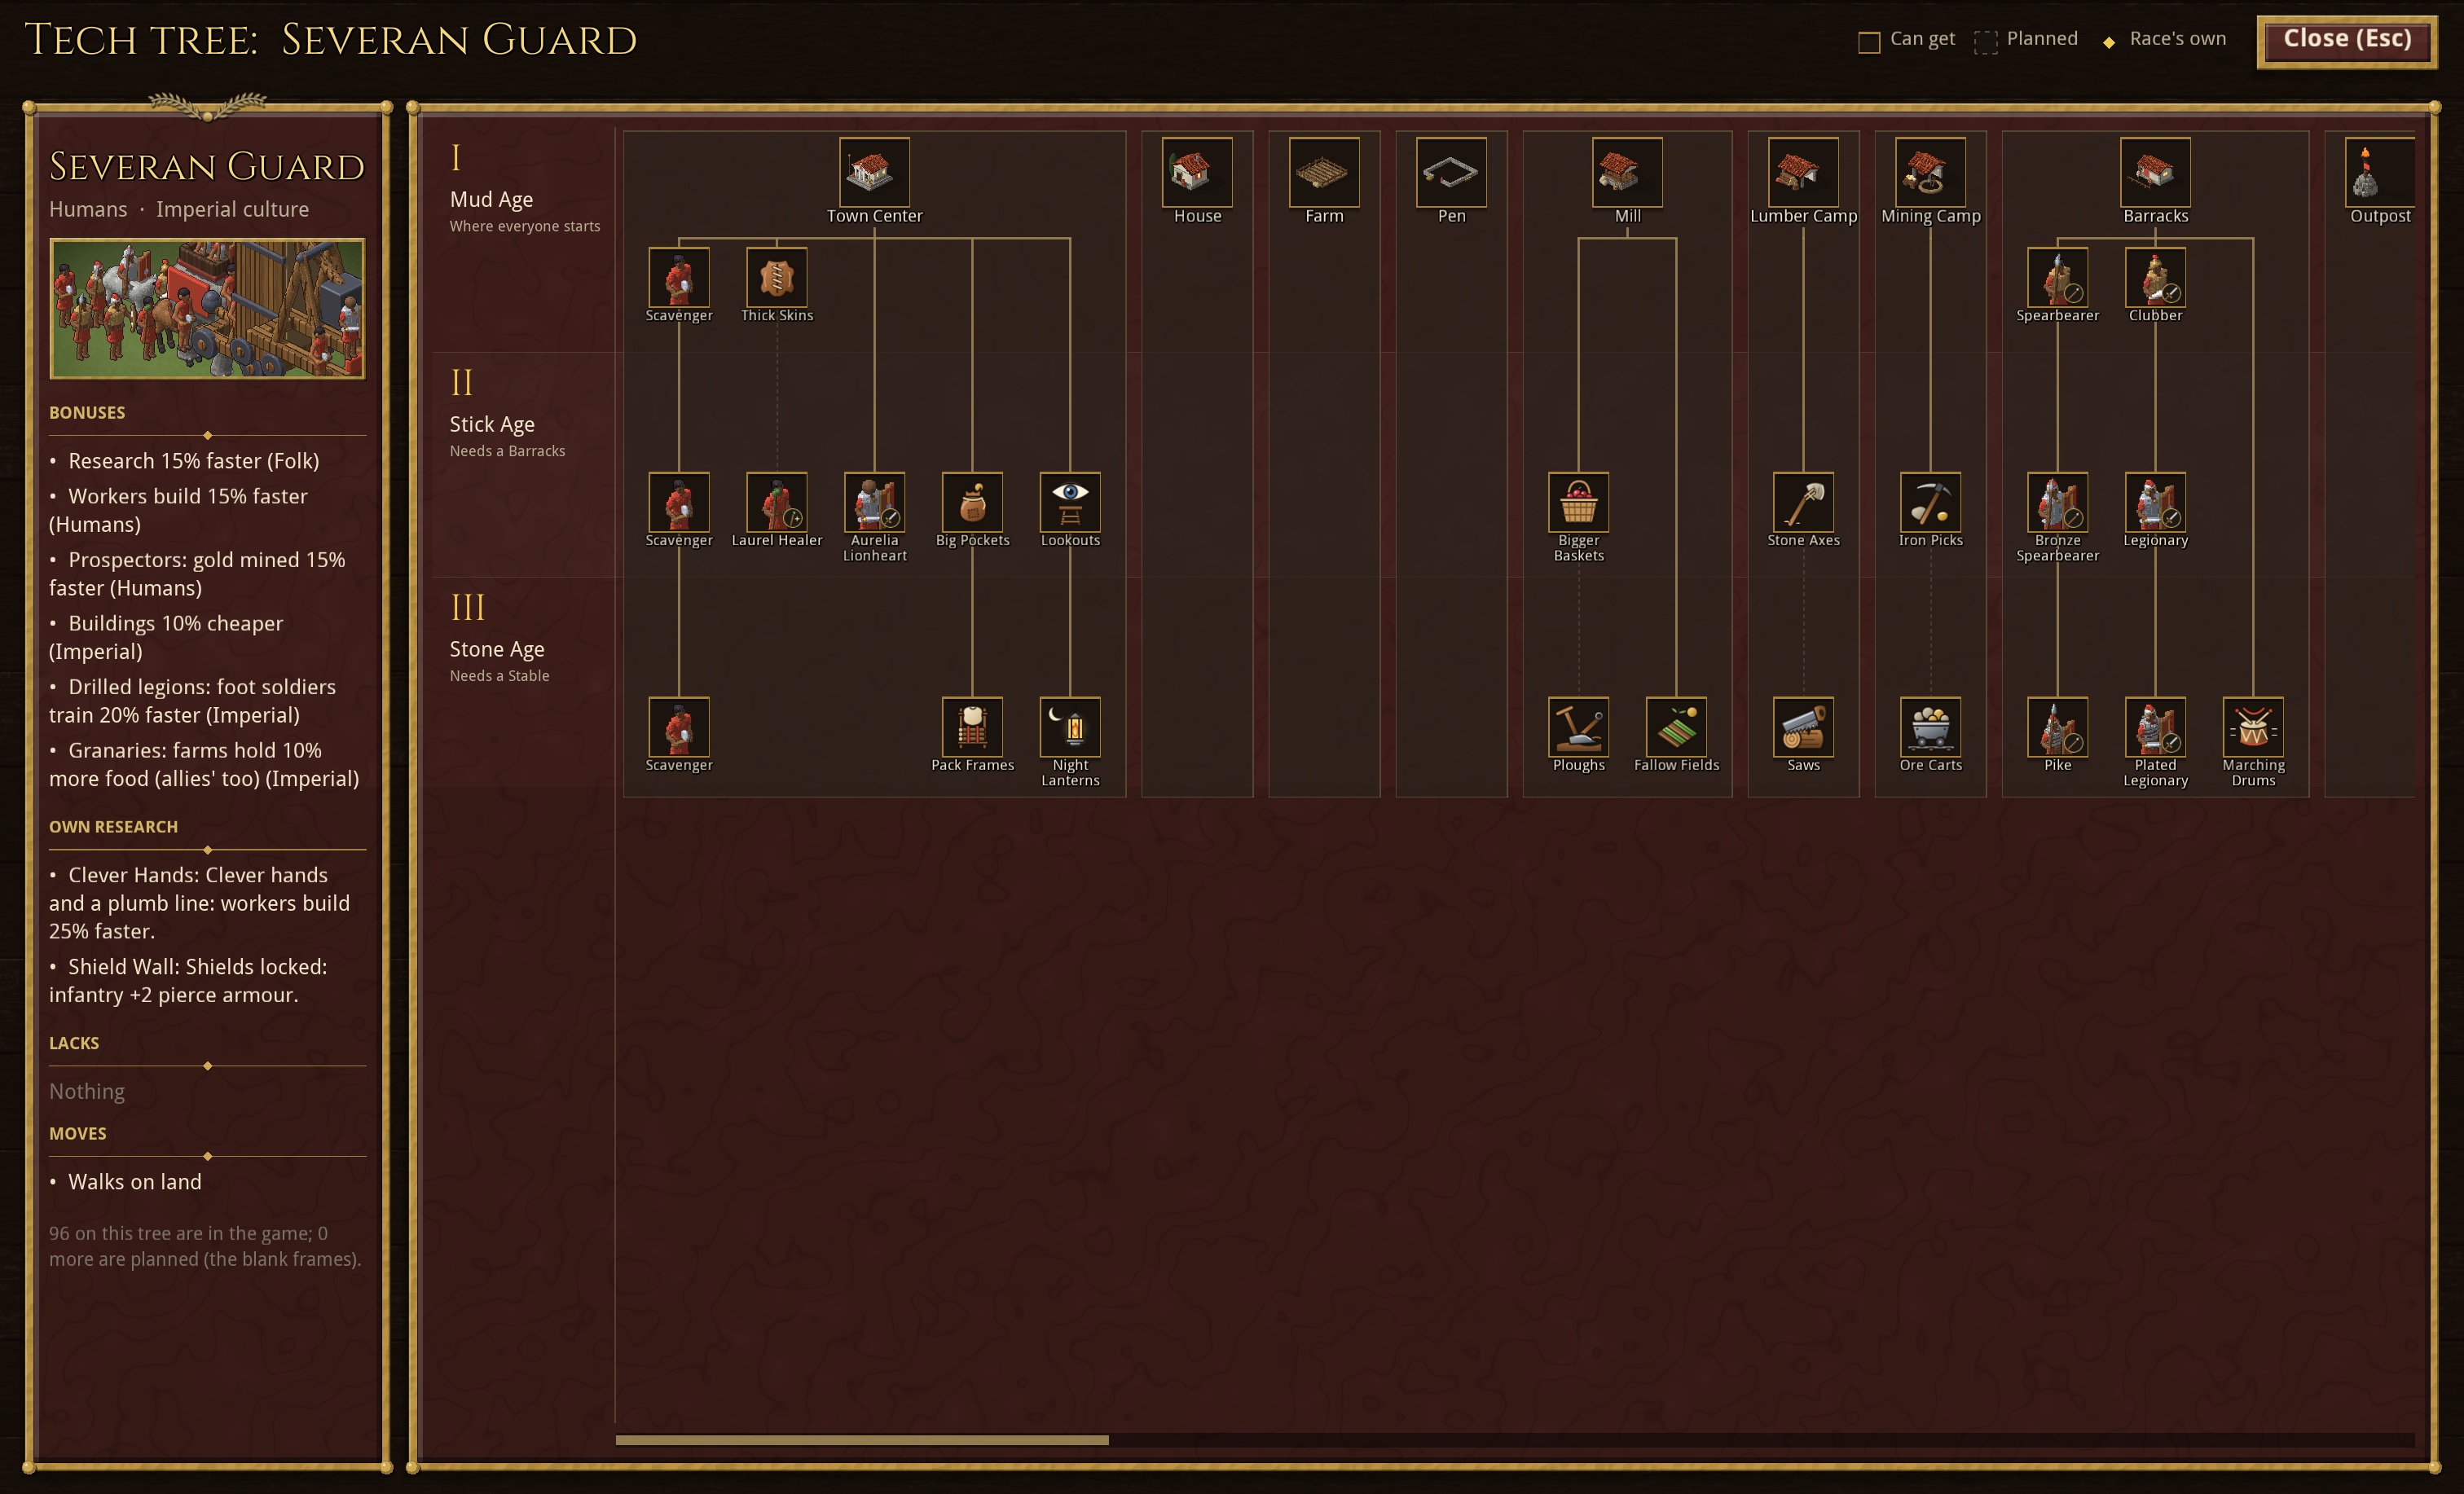 TECH TREE: SEVERAN GUARD
Can get
Planned
Race's own
Close (Esc)
SEVERAN GUARD
Humans · Imperial culture
BONUSES
• Research 15% faster (Folk)
• Workers build 15% faster
(Humans)
• Prospectors: gold mined 15%
faster (Humans)
• Buildings 10% cheaper
(Imperial)
• Drilled legions: foot soldiers
train 20% faster (Imperial)
• Granaries: farms hold 10%
more food (allies' too) (Imperial)
OWN RESEARCH
• Clever Hands: Clever hands
and a plumb line: workers build
25% faster.
• Shield Wall: Shields locked:
infantry +2 pierce armour.
LACKS
Nothing
MOVES
• Walks on land
96 on this tree are in the game; 0
more are planned (the blank frames).
I
Mud Age
Where everyone starts
Town Center
House
Farm
Pen
Mill
Lumber Camp
Mining Camp
Barracks
Outpost
Scavenger
Thick Skins
Spearbearer
Clubber
II
Stick Age
Needs a Barracks
Scavenger
Laurel Healer
Aurelia
Lionheart
Big Pockets
Lookouts
Bigger
Baskets
Stone Axes
Iron Picks
Bronze
Spearbearer
Legionary
III
Stone Age
Needs a Stable
Scavenger
Pack Frames
Night
Lanterns
Ploughs
Fallow Fields
Saws
Ore Carts
Pike
Plated
Legionary
Marching
Drums